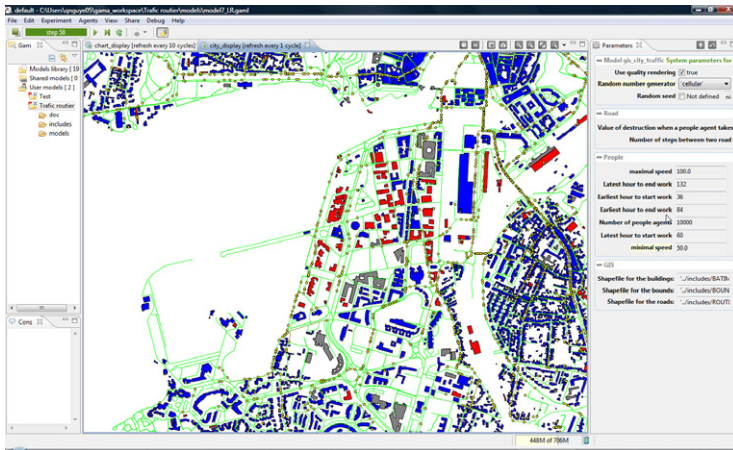 default - C:\Users\qnguye05\gama_workspace\Trafic routier\models\model7_LR.gaml
File Edit Experiment Agents View Share Debug Help
step 58
Gam
chart_display [refresh every 10 cycles]
city_display [refresh every 1 cycle]
Parameters
Models library [ 19
Shared models [ 0
User models [ 2 ]
Test
Trafic routier
doc
includes
models
Model gis_city_traffic System parameters for
Use quality rendering true
Random number generator 'cellular'
Random seed Not defined
Road
Value of destruction when a people agent takes
Number of steps between two road
People
maximal speed 100.0
Latest hour to end work 132
Earliest hour to start work 36
Earliest hour to end work 84
Number of people agents 10000
Latest hour to start work 60
minimal speed 50.0
GIS
Shapefile for the buildings: '../includes/BATIM
Shapefile for the bounds: '../includes/BOUN
Shapefile for the roads: '../includes/ROUTI
Cons
448M of 706M